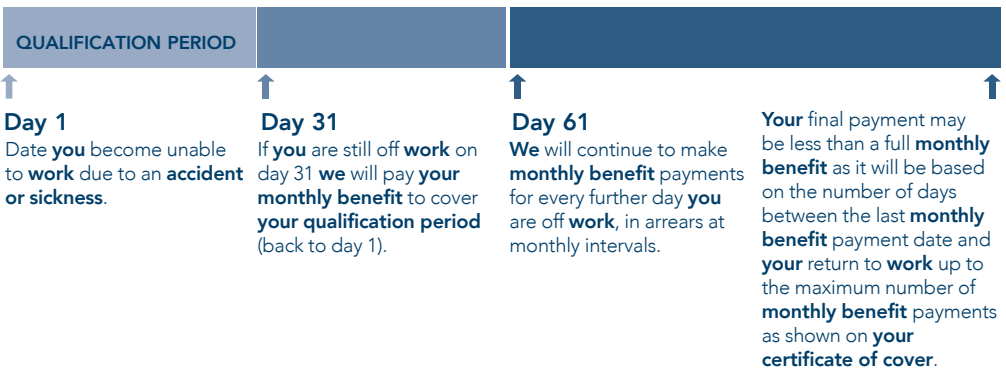 QUALIFICATION PERIOD
Day 1
Date you become unable
to work due to an accident
or sickness.
Day 31
If you are still off work on
day 31 we will pay your
monthly benefit to cover
your qualification period
(back to day 1).
Day 61
We will continue to make
monthly benefit payments
for every further day you
are off work, in arrears at
monthly intervals.
Your final payment may
be less than a full monthly
benefit as it will be based
on the number of days
between the last monthly
benefit payment date and
your return to work up to
the maximum number of
monthly benefit payments
as shown on your
certificate of cover.